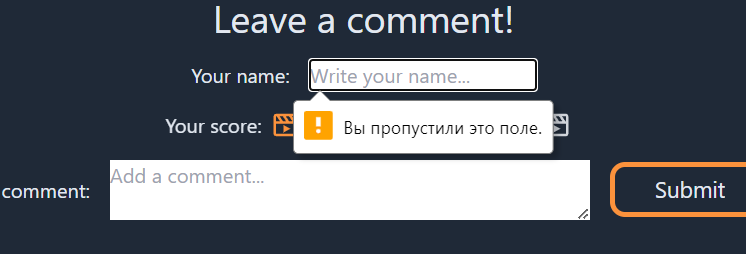 Leave a comment!
Your name: Write your name...
Your score:
Вы пропустили это поле.
comment: Add a comment... Submit